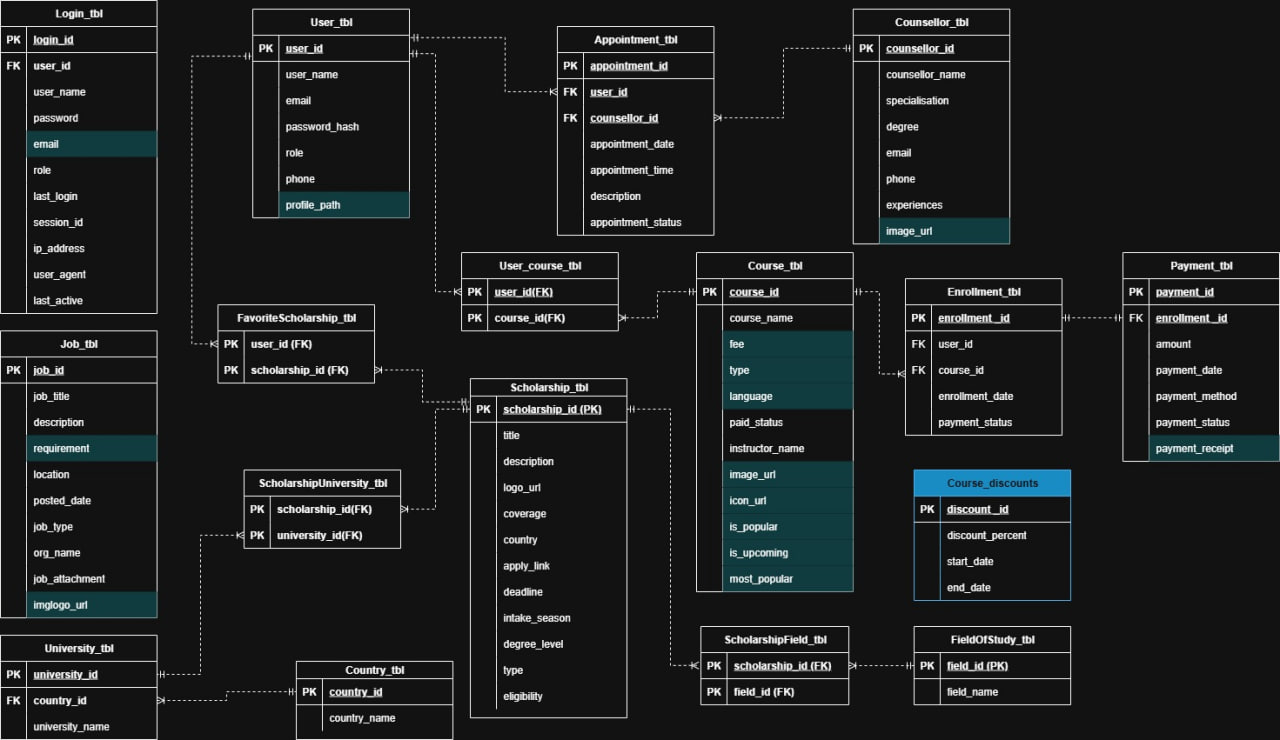 Login_tbl
PK login_id
FK user_id
user_name
password
email
role
last_login
session_id
ip_address
user_agent
last_active
User_tbl
PK user_id
user_name
email
password_hash
role
phone
profile_path
Appointment_tbl
PK appointment_id
FK user_id
FK counsellor_id
appointment_date
appointment_time
description
appointment_status
Counsellor_tbl
PK counsellor_id
counsellor_name
specialisation
degree
email
phone
experiences
image_url
User_course_tbl
PK user_id(FK)
PK course_id(FK)
Course_tbl
PK course_id
course_name
fee
type
language
paid_status
instructor_name
image_url
icon_url
is_popular
is_upcoming
most_popular
Enrollment_tbl
PK enrollment_id
FK user_id
FK course_id
enrollment_date
payment_status
Payment_tbl
PK payment_id
FK enrollment_id
amount
payment_date
payment_method
payment_status
payment_receipt
FavoriteScholarship_tbl
PK user_id (FK)
PK scholarship_id (FK)
Job_tbl
PK job_id
job_title
description
requirement
location
posted_date
job_type
org_name
job_attachment
imglogo_url
Scholarship_tbl
PK scholarship_id (PK)
title
description
logo_url
coverage
country
apply_link
deadline
intake_season
degree_level
type
eligibility
ScholarshipUniversity_tbl
PK scholarship_id(FK)
PK university_id(FK)
Course_discounts
PK discount_id
discount_percent
start_date
end_date
University_tbl
PK university_id
FK country_id
university_name
Country_tbl
PK country_id
country_name
ScholarshipField_tbl
PK scholarship_id (FK)
PK field_id (FK)
FieldOfStudy_tbl
PK field_id (PK)
field_name